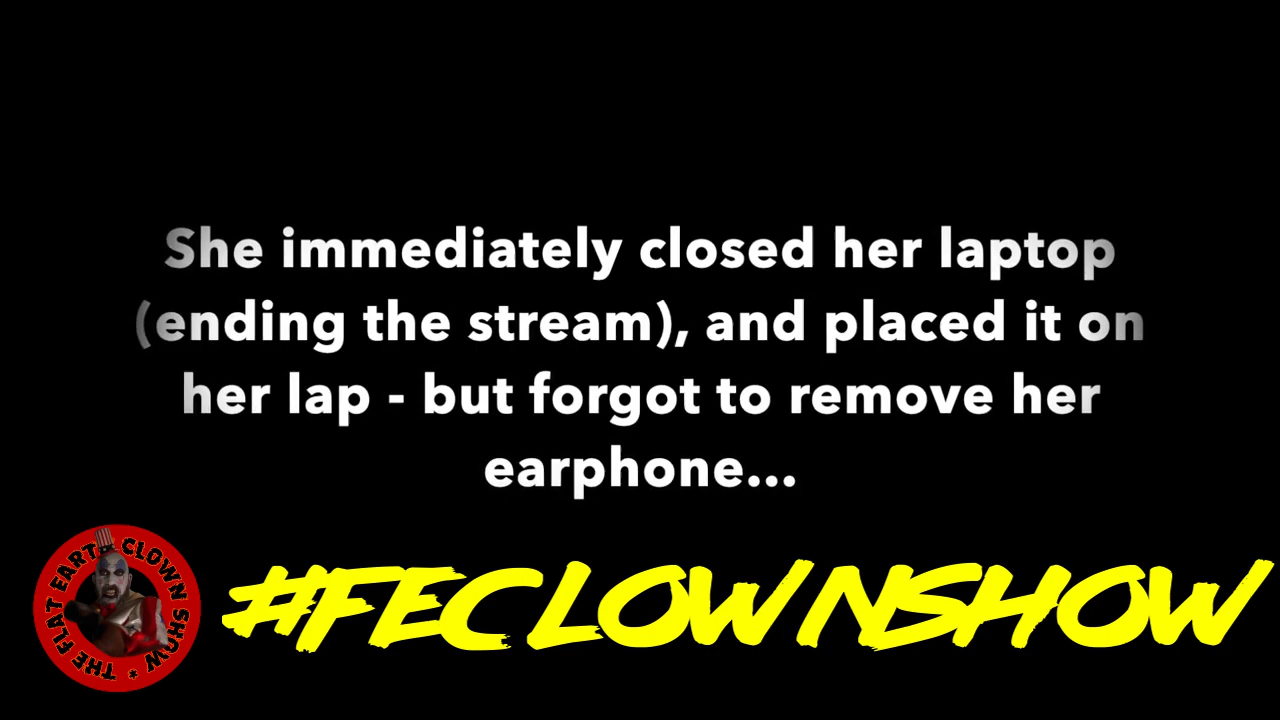 She immediately closed her laptop
(ending the stream), and placed it on
her lap - but forgot to remove her
earphone...
THE FLAT EARTH CLOWN SHOW *
#FECLOWNSHOW